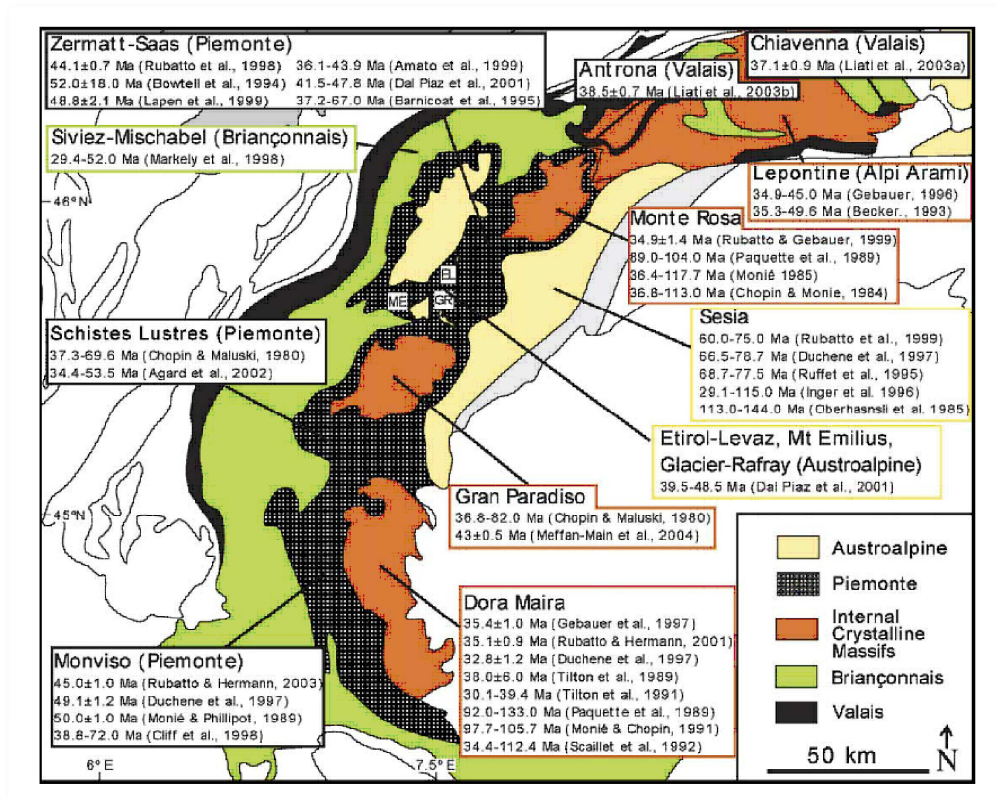 Zermatt-Saas (Piemonte)
44.1±0.7 Ma (Rubatto et al., 1998)
52.0±18.0 Ma (Bowtell et al., 1994)
48.8±2.1 Ma (Lapen et al., 1999)
36.1-43.9 Ma (Amato et al., 1999)
41.5-47.8 Ma (Dal Piaz et al., 2001)
37.2-67.0 Ma (Barnicoat et al., 1995)
Antrona (Valais)
38.5±0.7 Ma (Liati et al., 2003b)
Chiavenna (Valais)
37.1±0.9 Ma (Liati et al., 2003a)
Siviez-Mischabel (Briançonnais)
29.4-52.0 Ma (Markely et al., 1998)
46° N
Lepontine (Alpi Arami)
34.9-45.0 Ma (Gebauer, 1996)
35.3-49.6 Ma (Becker., 1993)
Monte Rosa
34.9±1.4 Ma (Rubatto & Gebauer, 1999)
89.0-104.0 Ma (Paquette et al., 1989)
36.4-117.7 Ma (Monié 1985)
36.8-113.0 Ma (Chopin & Monie, 1984)
EL
ME
GR
Schistes Lustres (Piemonte)
37.3-69.6 Ma (Chopin & Maluski, 1980)
34.4-53.5 Ma (Agard et al., 2002)
Sesia
60.0-75.0 Ma (Rubatto et al., 1999)
66.5-78.7 Ma (Duchene et al., 1997)
68.7-77.5 Ma (Ruffet et al., 1995)
29.1-115.0 Ma (Inger et al., 1996)
113.0-144.0 Ma (Oberhasnsli et al. 1985)
Etirol-Levaz, Mt Emilius,
Glacier-Rafray (Austroalpine)
39.5-48.5 Ma (Dal Piaz et al., 2001)
45°N
Gran Paradiso
36.8-82.0 Ma (Chopin & Maluski, 1980)
43±0.5 Ma (Meffan-Main et al., 2004)
Dora Maira
35.4±1.0 Ma (Gebauer et al., 1997)
35.1±0.9 Ma (Rubatto & Hermann, 2001)
32.8±1.2 Ma (Duchene et al., 1997)
38.0±6.0 Ma (Tilton et al., 1989)
30.1-39.4 Ma (Tilton et al., 1991)
92.0-133.0 Ma (Paquette et al., 1989)
97.7-105.7 Ma (Monié & Chopin, 1991)
34.4-112.4 Ma (Scaillet et al., 1992)
Monviso (Piemonte)
45.0±1.0 Ma (Rubatto & Hermann, 2003)
49.1±1.2 Ma (Duchene et al., 1997)
50.0±1.0 Ma (Monié & Phillipot, 1989)
38.8-72.0 Ma (Cliff et al., 1998)
Austroalpine
Piemonte
Internal
Crystalline
Massifs
Briançonnais
Valais
50 km
N
6° E
7.5° E